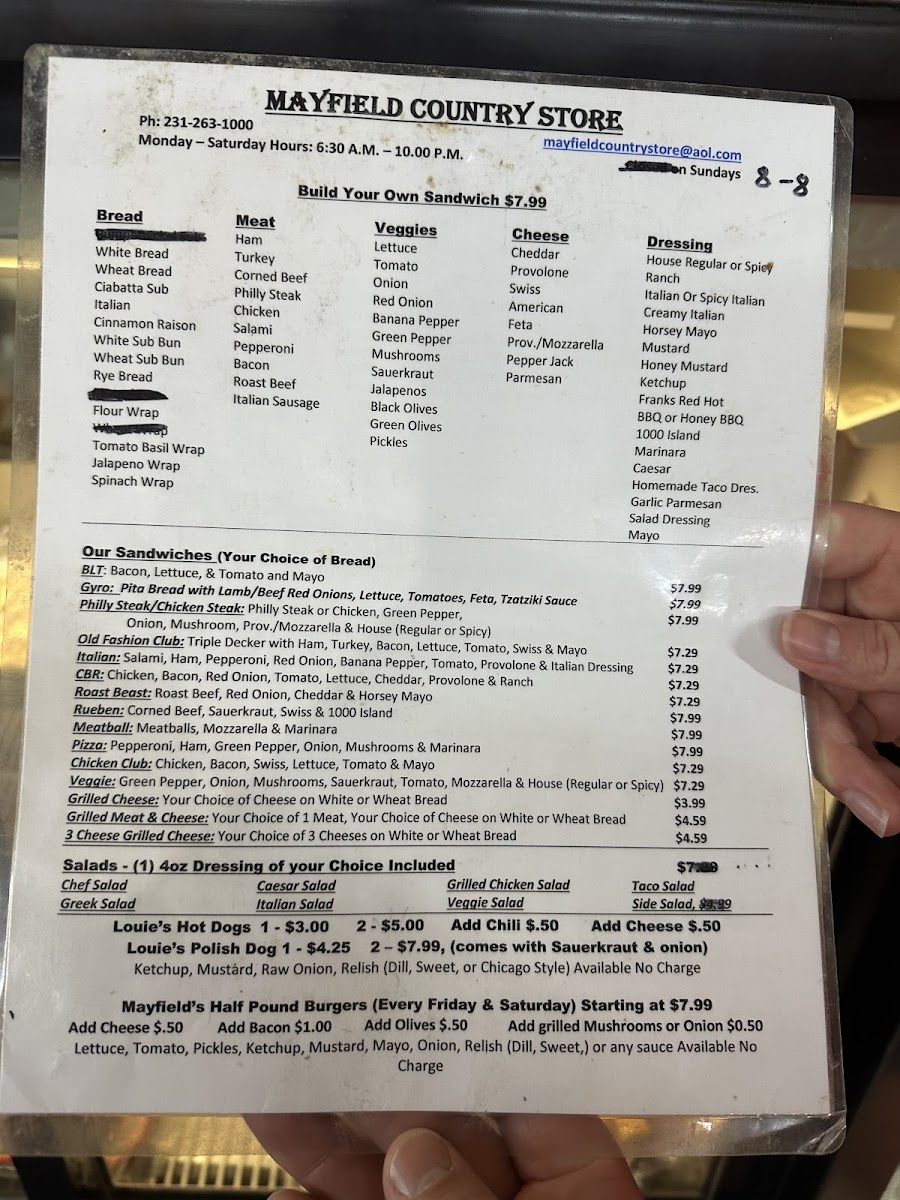 MAYFIELD COUNTRY STORE
Ph: 231-263-1000
mayfieldcountrystore@aol.com
Monday – Saturday Hours: 6:30 A.M. – 10.00 P.M.
on Sundays 8-8
Build Your Own Sandwich $7.99
Bread
White Bread
Wheat Bread
Ciabatta Sub
Italian
Cinnamon Raison
White Sub Bun
Wheat Sub Bun
Rye Bread
Flour Wrap
Tomato Basil Wrap
Jalapeno Wrap
Spinach Wrap
Meat
Ham
Turkey
Corned Beef
Philly Steak
Chicken
Salami
Pepperoni
Bacon
Roast Beef
Italian Sausage
Veggies
Lettuce
Tomato
Onion
Red Onion
Banana Pepper
Green Pepper
Mushrooms
Sauerkraut
Jalapenos
Black Olives
Green Olives
Pickles
Cheese
Cheddar
Provolone
Swiss
American
Feta
Prov./Mozzarella
Pepper Jack
Parmesan
Dressing
House Regular or Spicy
Ranch
Italian Or Spicy Italian
Creamy Italian
Horsey Mayo
Mustard
Honey Mustard
Ketchup
Franks Red Hot
BBQ or Honey BBQ
1000 Island
Marinara
Caesar
Homemade Taco Dres.
Garlic Parmesan
Salad Dressing
Mayo
Our Sandwiches (Your Choice of Bread)
BLT: Bacon, Lettuce, & Tomato and Mayo $7.99
Gyro: Pita Bread with Lamb/Beef Red Onions, Lettuce, Tomatoes, Feta, Tzatziki Sauce $7.99
Philly Steak/Chicken Steak: Philly Steak or Chicken, Green Pepper, $7.99
Onion, Mushroom, Prov./Mozzarella & House (Regular or Spicy)
Old Fashion Club: Triple Decker with Ham, Turkey, Bacon, Lettuce, Tomato, Swiss & Mayo $7.29
Italian: Salami, Ham, Pepperoni, Red Onion, Banana Pepper, Tomato, Provolone & Italian Dressing $7.29
CBR: Chicken, Bacon, Red Onion, Tomato, Lettuce, Cheddar, Provolone & Ranch $7.29
Roast Beast: Roast Beef, Red Onion, Cheddar & Horsey Mayo $7.29
Rueben: Corned Beef, Sauerkraut, Swiss & 1000 Island $7.99
Meatball: Meatballs, Mozzarella & Marinara $7.99
Pizza: Pepperoni, Ham, Green Pepper, Onion, Mushrooms & Marinara $7.99
Chicken Club: Chicken, Bacon, Swiss, Lettuce, Tomato & Mayo $7.29
Veggie: Green Pepper, Onion, Mushrooms, Sauerkraut, Tomato, Mozzarella & House (Regular or Spicy) $7.29
Grilled Cheese: Your Choice of Cheese on White or Wheat Bread $3.99
Grilled Meat & Cheese: Your Choice of 1 Meat, Your Choice of Cheese on White or Wheat Bread $4.59
3 Cheese Grilled Cheese: Your Choice of 3 Cheeses on White or Wheat Bread $4.59
Salads - (1) 4oz Dressing of your Choice Included
Chef Salad Caesar Salad Grilled Chicken Salad Taco Salad
Greek Salad Italian Salad Veggie Salad Side Salad,
Louie's Hot Dogs 1 - $3.00 2 - $5.00 Add Chili $.50 Add Cheese $.50
Louie's Polish Dog 1 - $4.25 2 – $7.99, (comes with Sauerkraut & onion)
Ketchup, Mustard, Raw Onion, Relish (Dill, Sweet, or Chicago Style) Available No Charge
Mayfield's Half Pound Burgers (Every Friday & Saturday) Starting at $7.99
Add Cheese $.50 Add Bacon $1.00 Add Olives $.50 Add grilled Mushrooms or Onion $0.50
Lettuce, Tomato, Pickles, Ketchup, Mustard, Mayo, Onion, Relish (Dill, Sweet,) or any sauce Available No
Charge